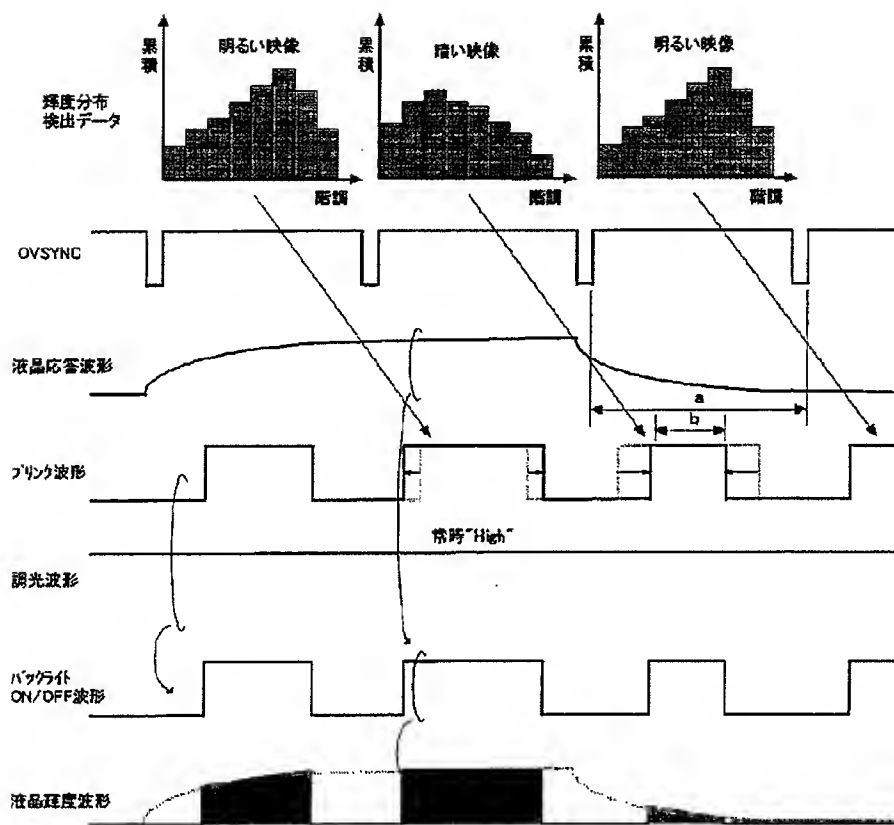 累積
明るい映像
階調
累積
暗い映像
階調
累積
明るい映像
階調
輝度分布
検出データ
OVSYNC
液晶応答波形
a
b
ブリンク波形
常時"High"
調光波形
バックライト
ON/OFF波形
液晶輝度波形